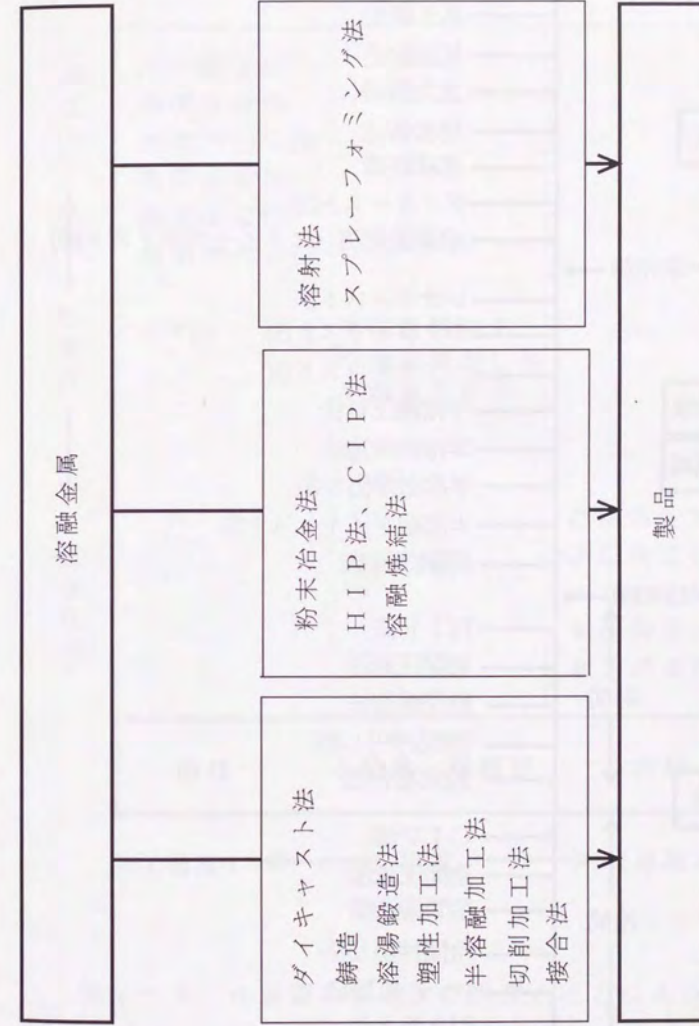 溶融金属
ダイキャスト法
鋳造
溶湯鍛造法
塑性加工法
半溶融加工法
切削加工法
接合法
粉末冶金法
HIP法、CIP法
溶融焼結法
溶射法
スプレーフォミング法
製品